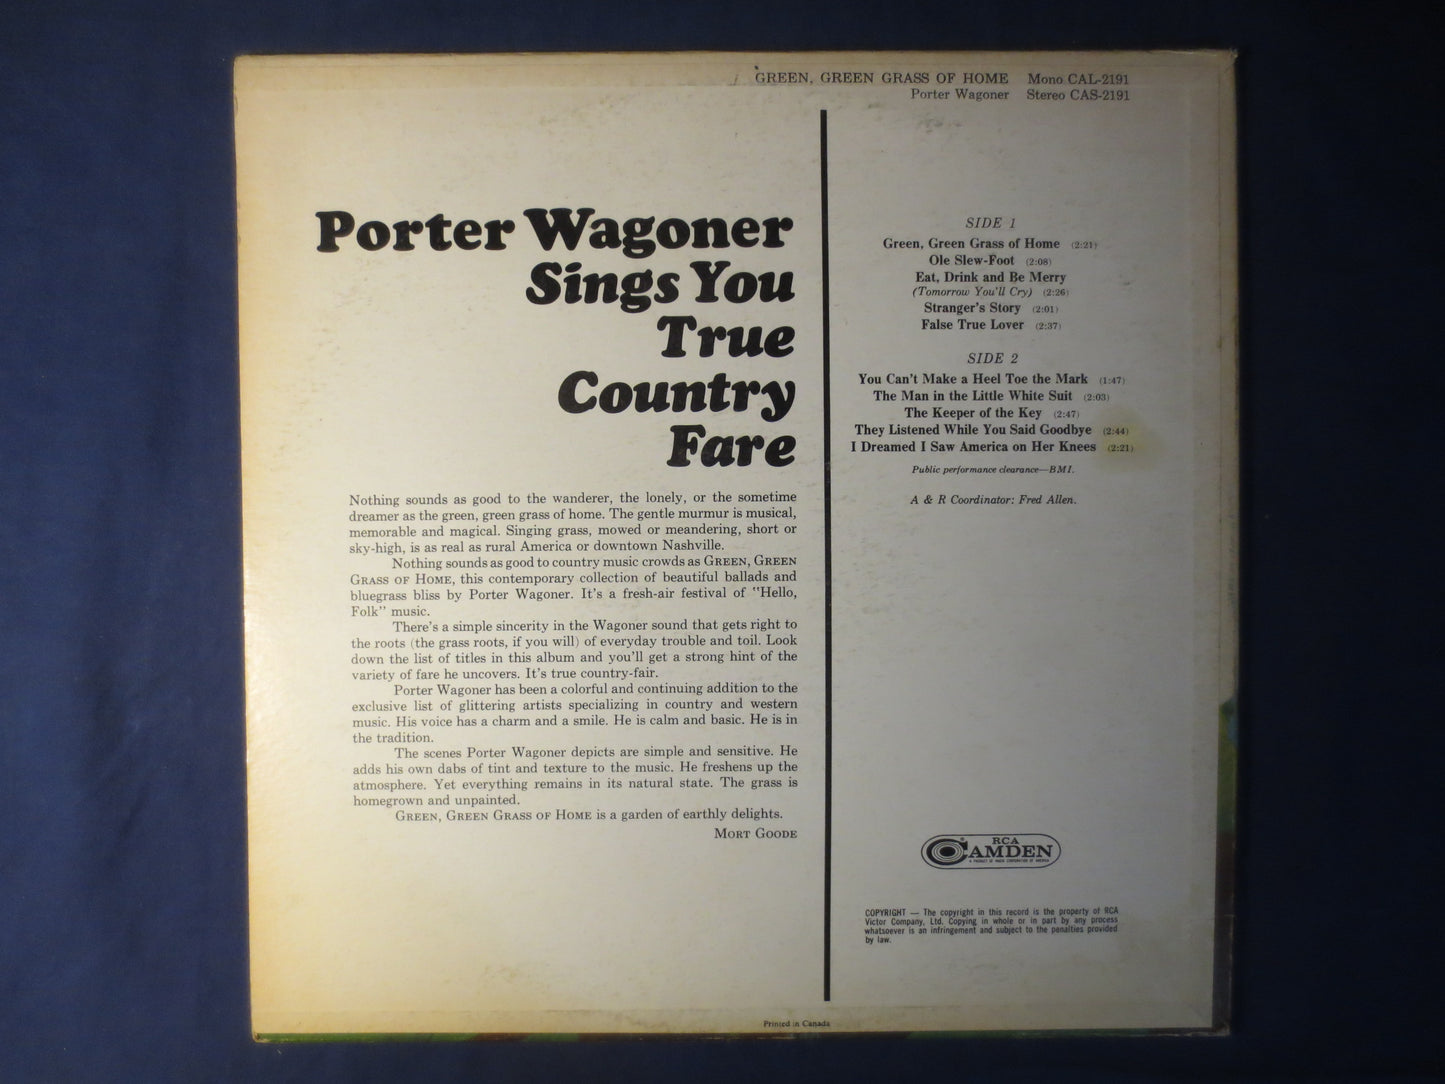 GREEN, GREEN GRASS OF HOME Mono CAL-2191
Porter Wagoner Stereo CAS-2191
Porter Wagoner
Sings You
True
Country
Fare
Nothing sounds as good to the wanderer, the lonely, or the sometime
dreamer as the green, green grass of home. The gentle murmur is musical,
memorable and magical. Singing grass, mowed or meandering, short or
sky-high, is as real as rural America or downtown Nashville.
Nothing sounds as good to country music crowds as GREEN, GREEN
GRASS OF HOME, this contemporary collection of beautiful ballads and
bluegrass bliss by Porter Wagoner. It's a fresh-air festival of "Hello,
Folk" music.
There's a simple sincerity in the Wagoner sound that gets right to
the roots (the grass roots, if you will) of everyday trouble and toil. Look
down the list of titles in this album and you'll get a strong hint of the
variety of fare he uncovers. It's true country-fair.
Porter Wagoner has been a colorful and continuing addition to the
exclusive list of glittering artists specializing in country and western
music. His voice has a charm and a smile. He is calm and basic. He is in
the tradition.
The scenes Porter Wagoner depicts are simple and sensitive. He
adds his own dabs of tint and texture to the music. He freshens up the
atmosphere. Yet everything remains in its natural state. The grass is
homegrown and unpainted.
GREEN, GREEN GRASS OF HOME is a garden of earthly delights.
MORT GOODE
SIDE 1
Green, Green Grass of Home (2:21)
Ole Slew-Foot (2:08)
Eat, Drink and Be Merry
(Tomorrow You'll Cry) (2:26)
Stranger's Story (2:01)
False True Lover (2:37)
SIDE 2
You Can't Make a Heel Toe the Mark (1:47)
The Man in the Little White Suit (2:03)
The Keeper of the Key (2:47)
They Listened While You Said Goodbye (2:44)
I Dreamed I Saw America on Her Knees (2:21)
Public performance clearance—BMI.
A & R Coordinator: Fred Allen.
RCA
CAMDEN
A PRODUCT OF RADIO CORPORATION OF AMERICA
COPYRIGHT — The copyright in this record is the property of RCA
Victor Company, Ltd. Copying in whole or in part by any process
whatsoever is an infringement and subject to the penalties provided
by law.
Printed in Canada